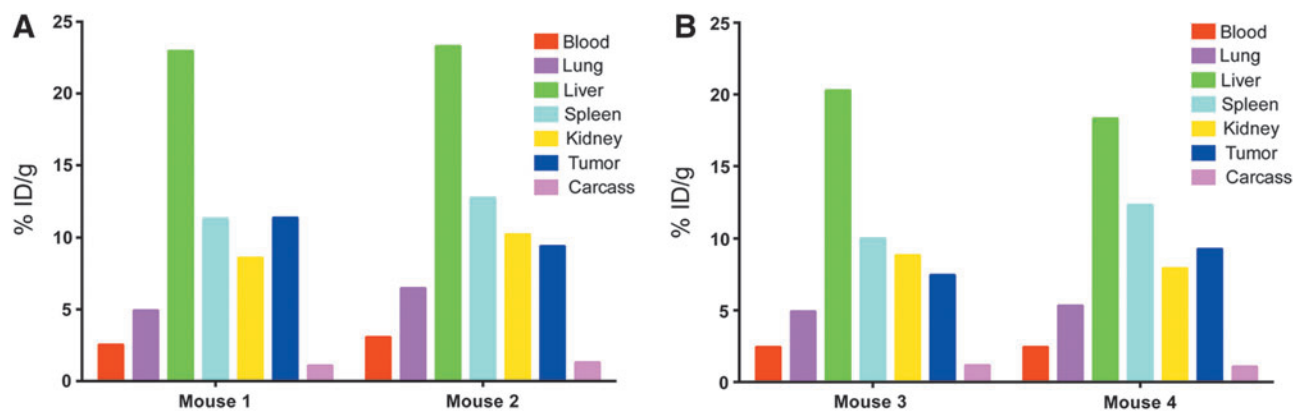 A
% ID/g
25
20
15
10
5
0
Blood
Lung
Liver
Spleen
Kidney
Tumor
Carcass
Mouse 1 Mouse 2
B
% ID/g
25
20
15
10
5
0
Blood
Lung
Liver
Spleen
Kidney
Tumor
Carcass
Mouse 3 Mouse 4